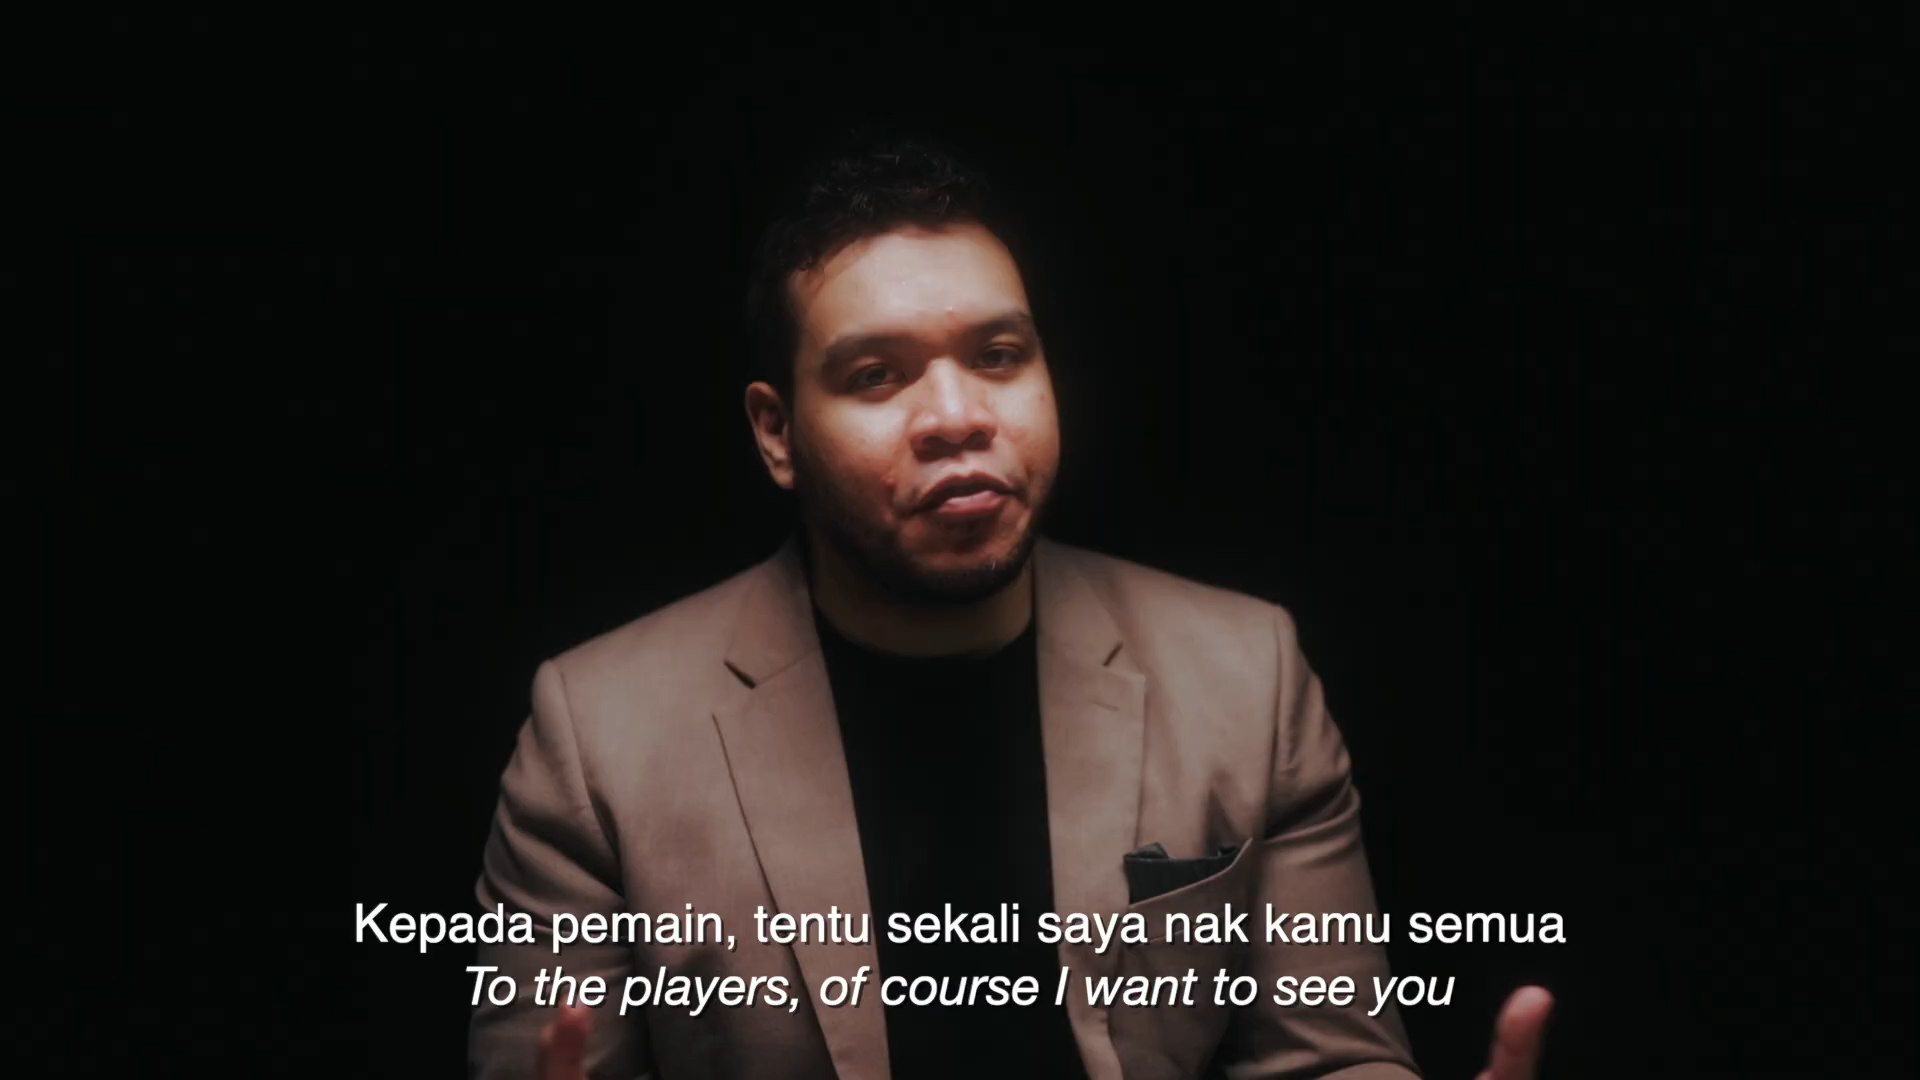 Kepada pemain, tentu sekali saya nak kamu semua
To the players, of course I want to see you